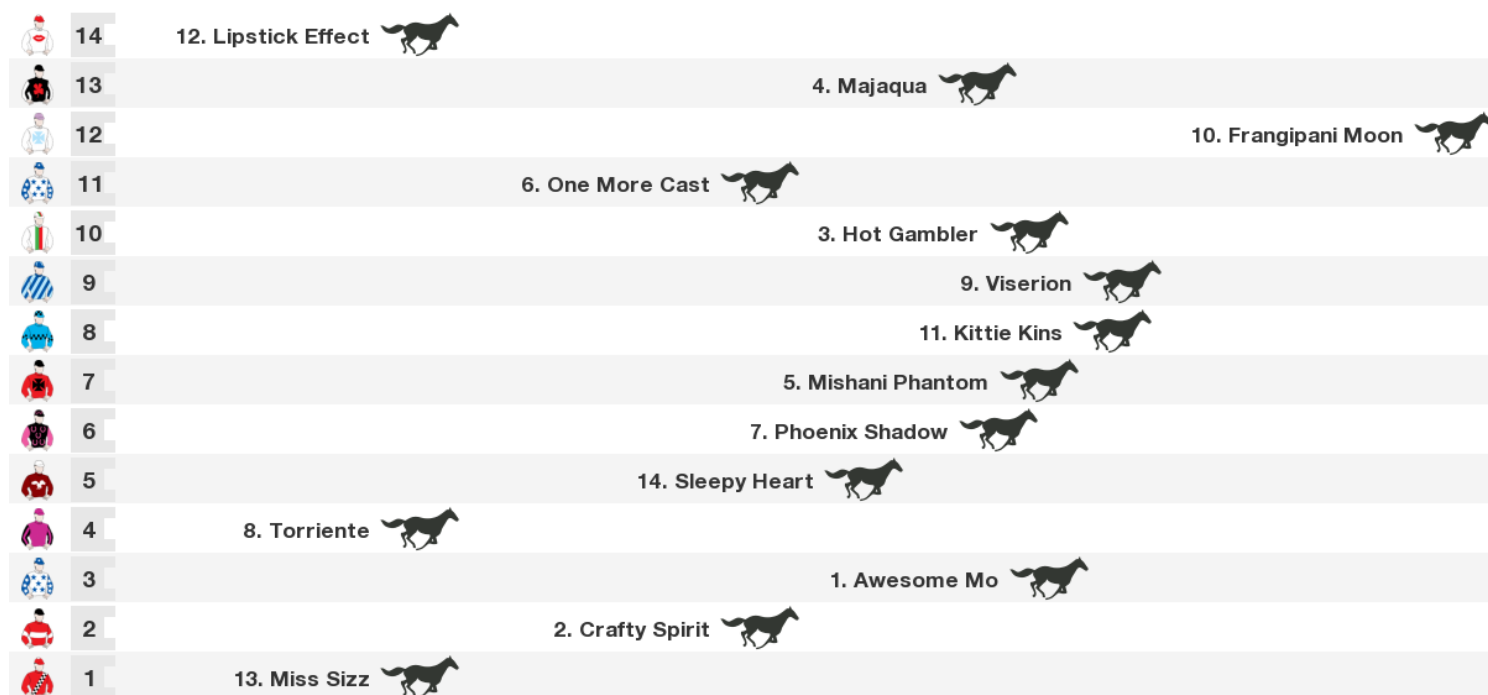 14 12. Lipstick Effect
13 4. Majaqua
12 10. Frangipani Moon
11 6. One More Cast
10 3. Hot Gambler
9 9. Viserion
8 11. Kittie Kins
7 5. Mishani Phantom
6 7. Phoenix Shadow
5 14. Sleepy Heart
4 8. Torriente
3 1. Awesome Mo
2 2. Crafty Spirit
1 13. Miss Sizz